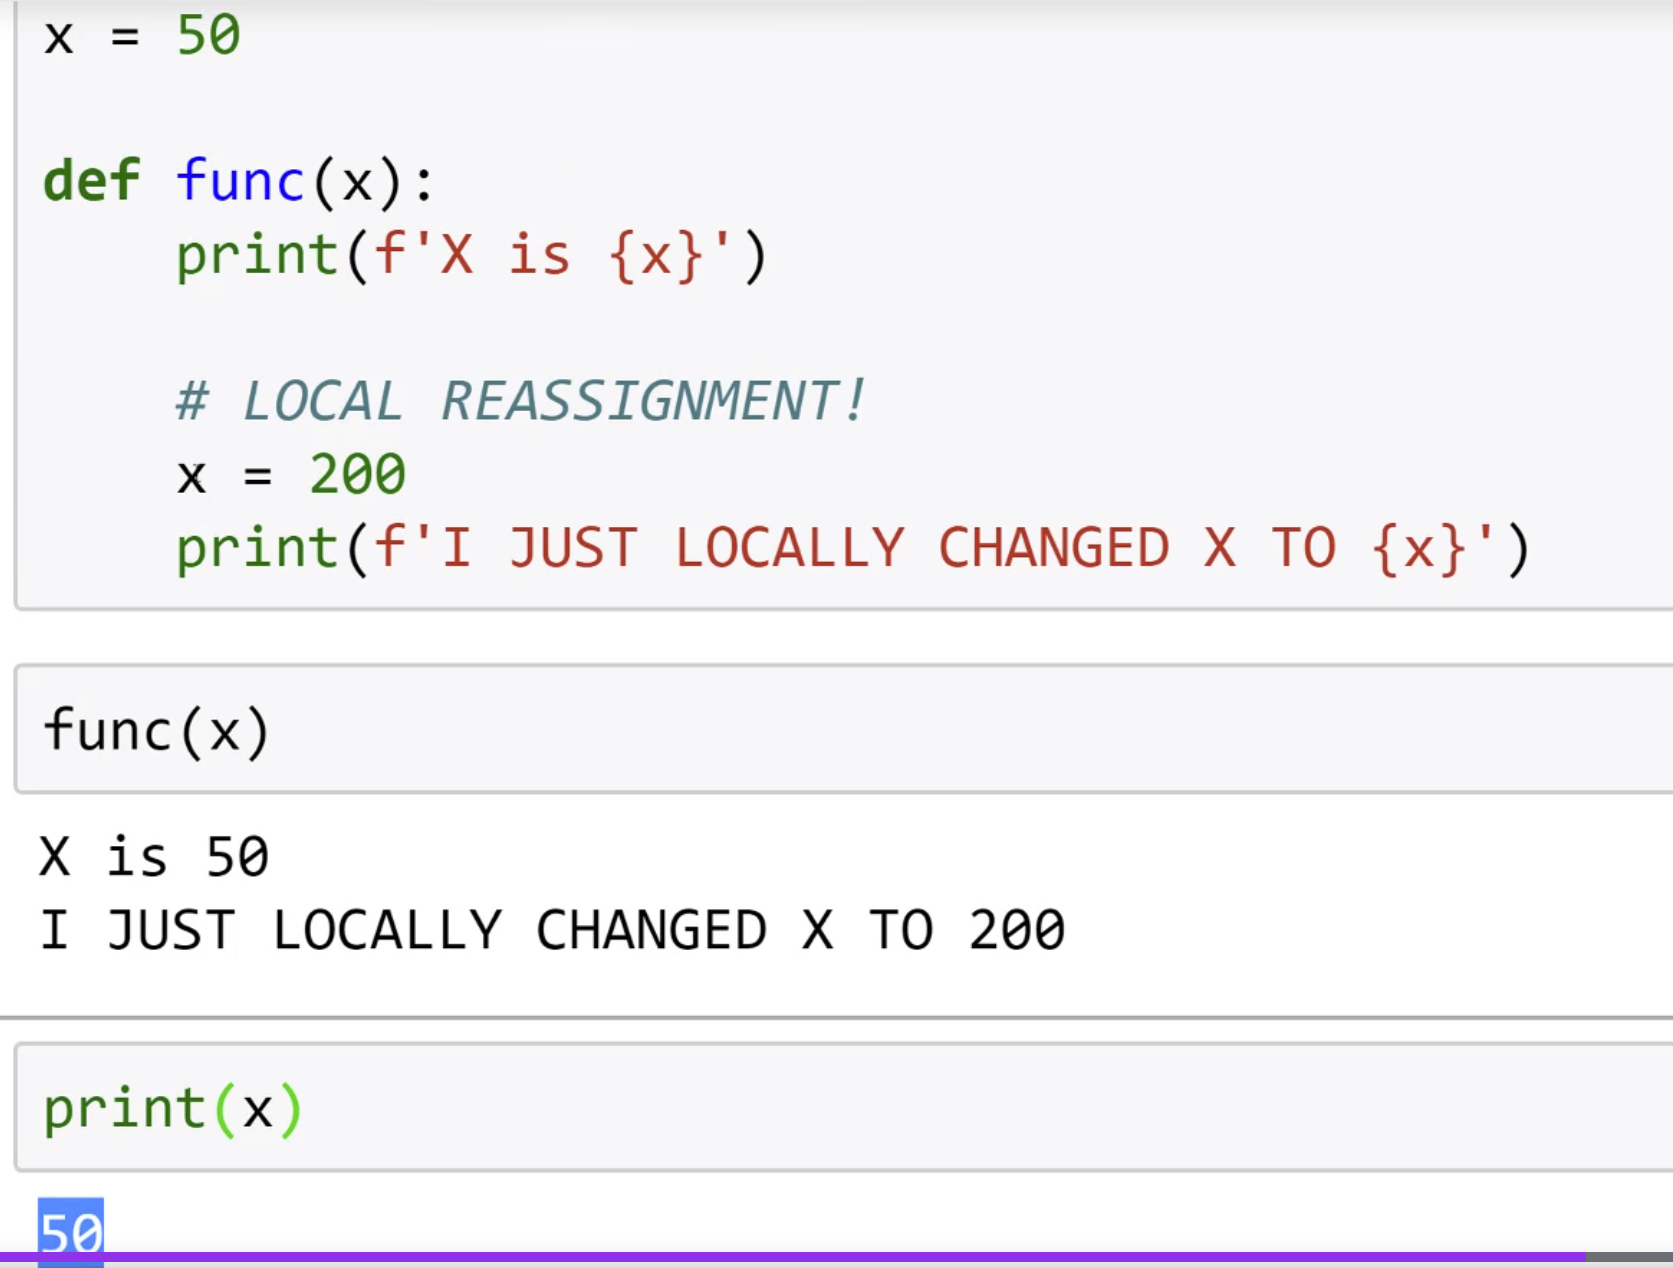 x = 50
def func(x):
    print(f'X is {x}')
    # LOCAL REASSIGNMENT!
    x = 200
    print(f'I JUST LOCALLY CHANGED X TO {x}')
func(x)
X is 50
I JUST LOCALLY CHANGED X TO 200
print(x)
50